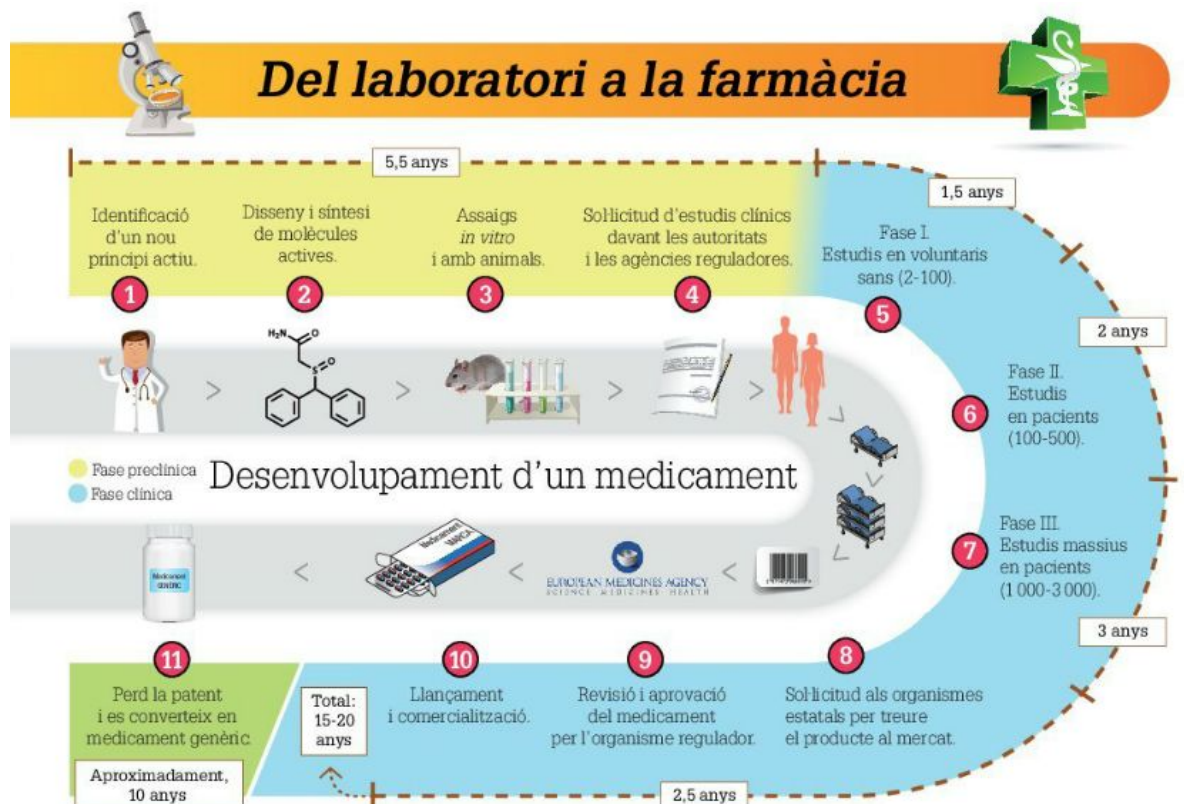 Del laboratori a la farmàcia
5,5 anys
1,5 anys
2 anys
3 anys
2,5 anys
Identificació
d'un nou
principi actiu.
1
Disseny i síntesi
de molècules
actives.
2
Assaigs
in vitro
i amb animals.
3
Sol·licitud d'estudis clínics
davant les autoritats
i les agències reguladores.
4
Fase I.
Estudis en voluntaris
sans (2-100).
5
Fase II.
Estudis
en pacients
(100-500).
6
Fase III.
Estudis massius
en pacients
(1 000-3 000).
7
H₂N
O
S
O
Fase preclínica
Fase clínica
Desenvolupament d'un medicament
Medicament
GENÈRIC
Medicament
MARCA
EUROPEAN MEDICINES AGENCY
SCIENCE MEDICINES HEALTH
8
Sol·licitud als organismes
estatals per treure
el producte al mercat.
9
Revisió i aprovació
del medicament
per l'organisme regulador.
10
Llançament
i comercialització.
Total:
15-20
anys
11
Perd la patent
i es converteix en
medicament genèric.
Aproximadament,
10 anys